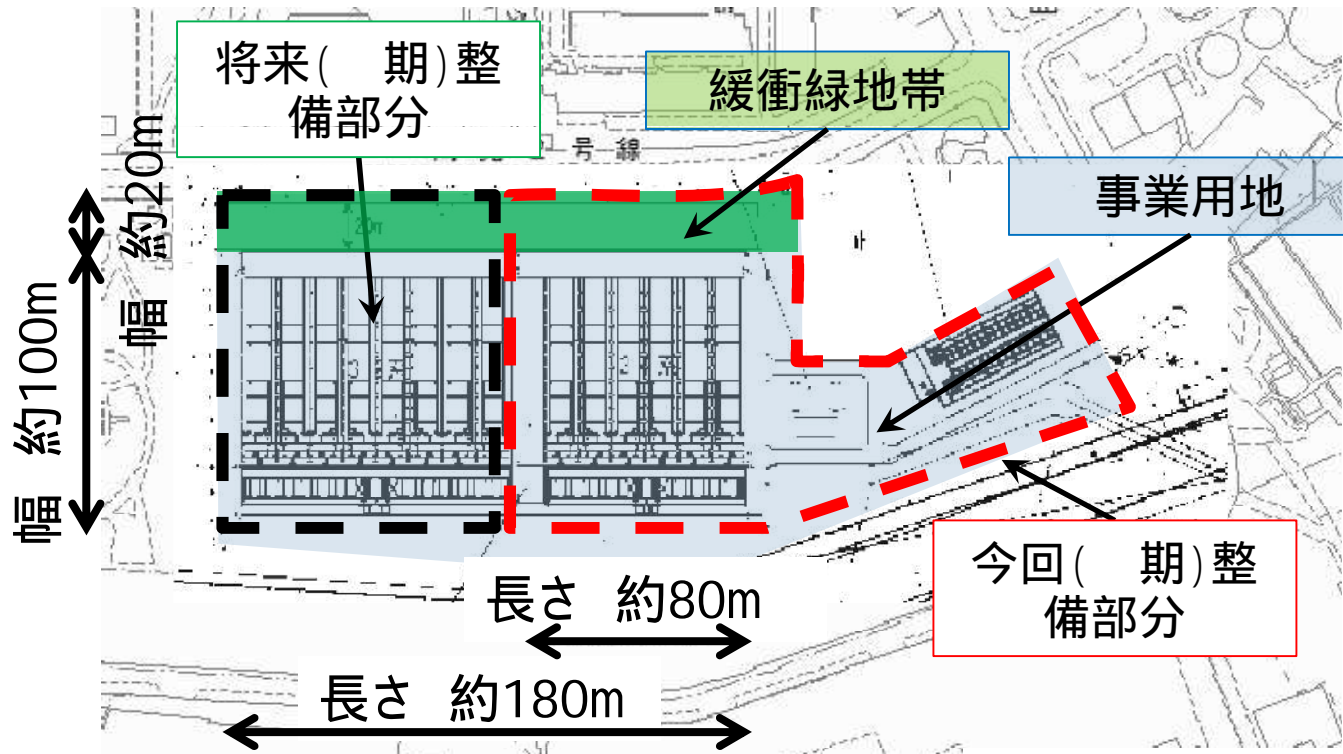 将来(　期)整
備部分
緩衝緑地帯
号線
事業用地
幅　約20m
20m
幅　約100m
今回(　期)整
備部分
長さ　約80m
長さ　約180m